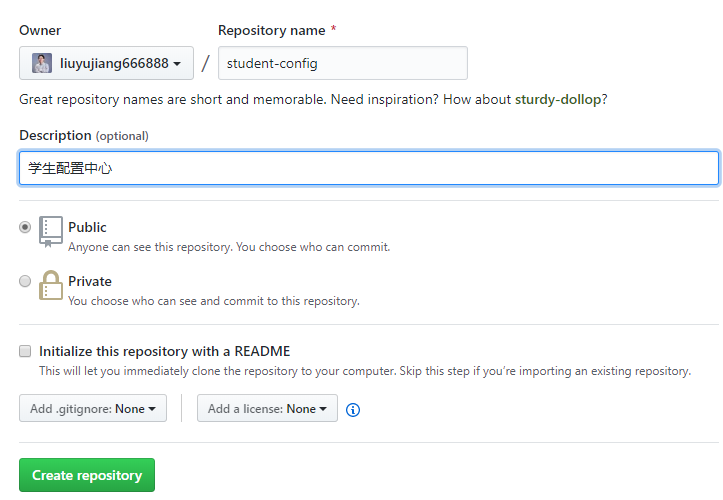 Owner Repository name *
liuyujiang666888 / student-config
Great repository names are short and memorable. Need inspiration? How about sturdy-dollop?
Description (optional)
学生配置中心
Public
Anyone can see this repository. You choose who can commit.
Private
You choose who can see and commit to this repository.
Initialize this repository with a README
This will let you immediately clone the repository to your computer. Skip this step if you’re importing an existing repository.
Add .gitignore: None Add a license: None
Create repository